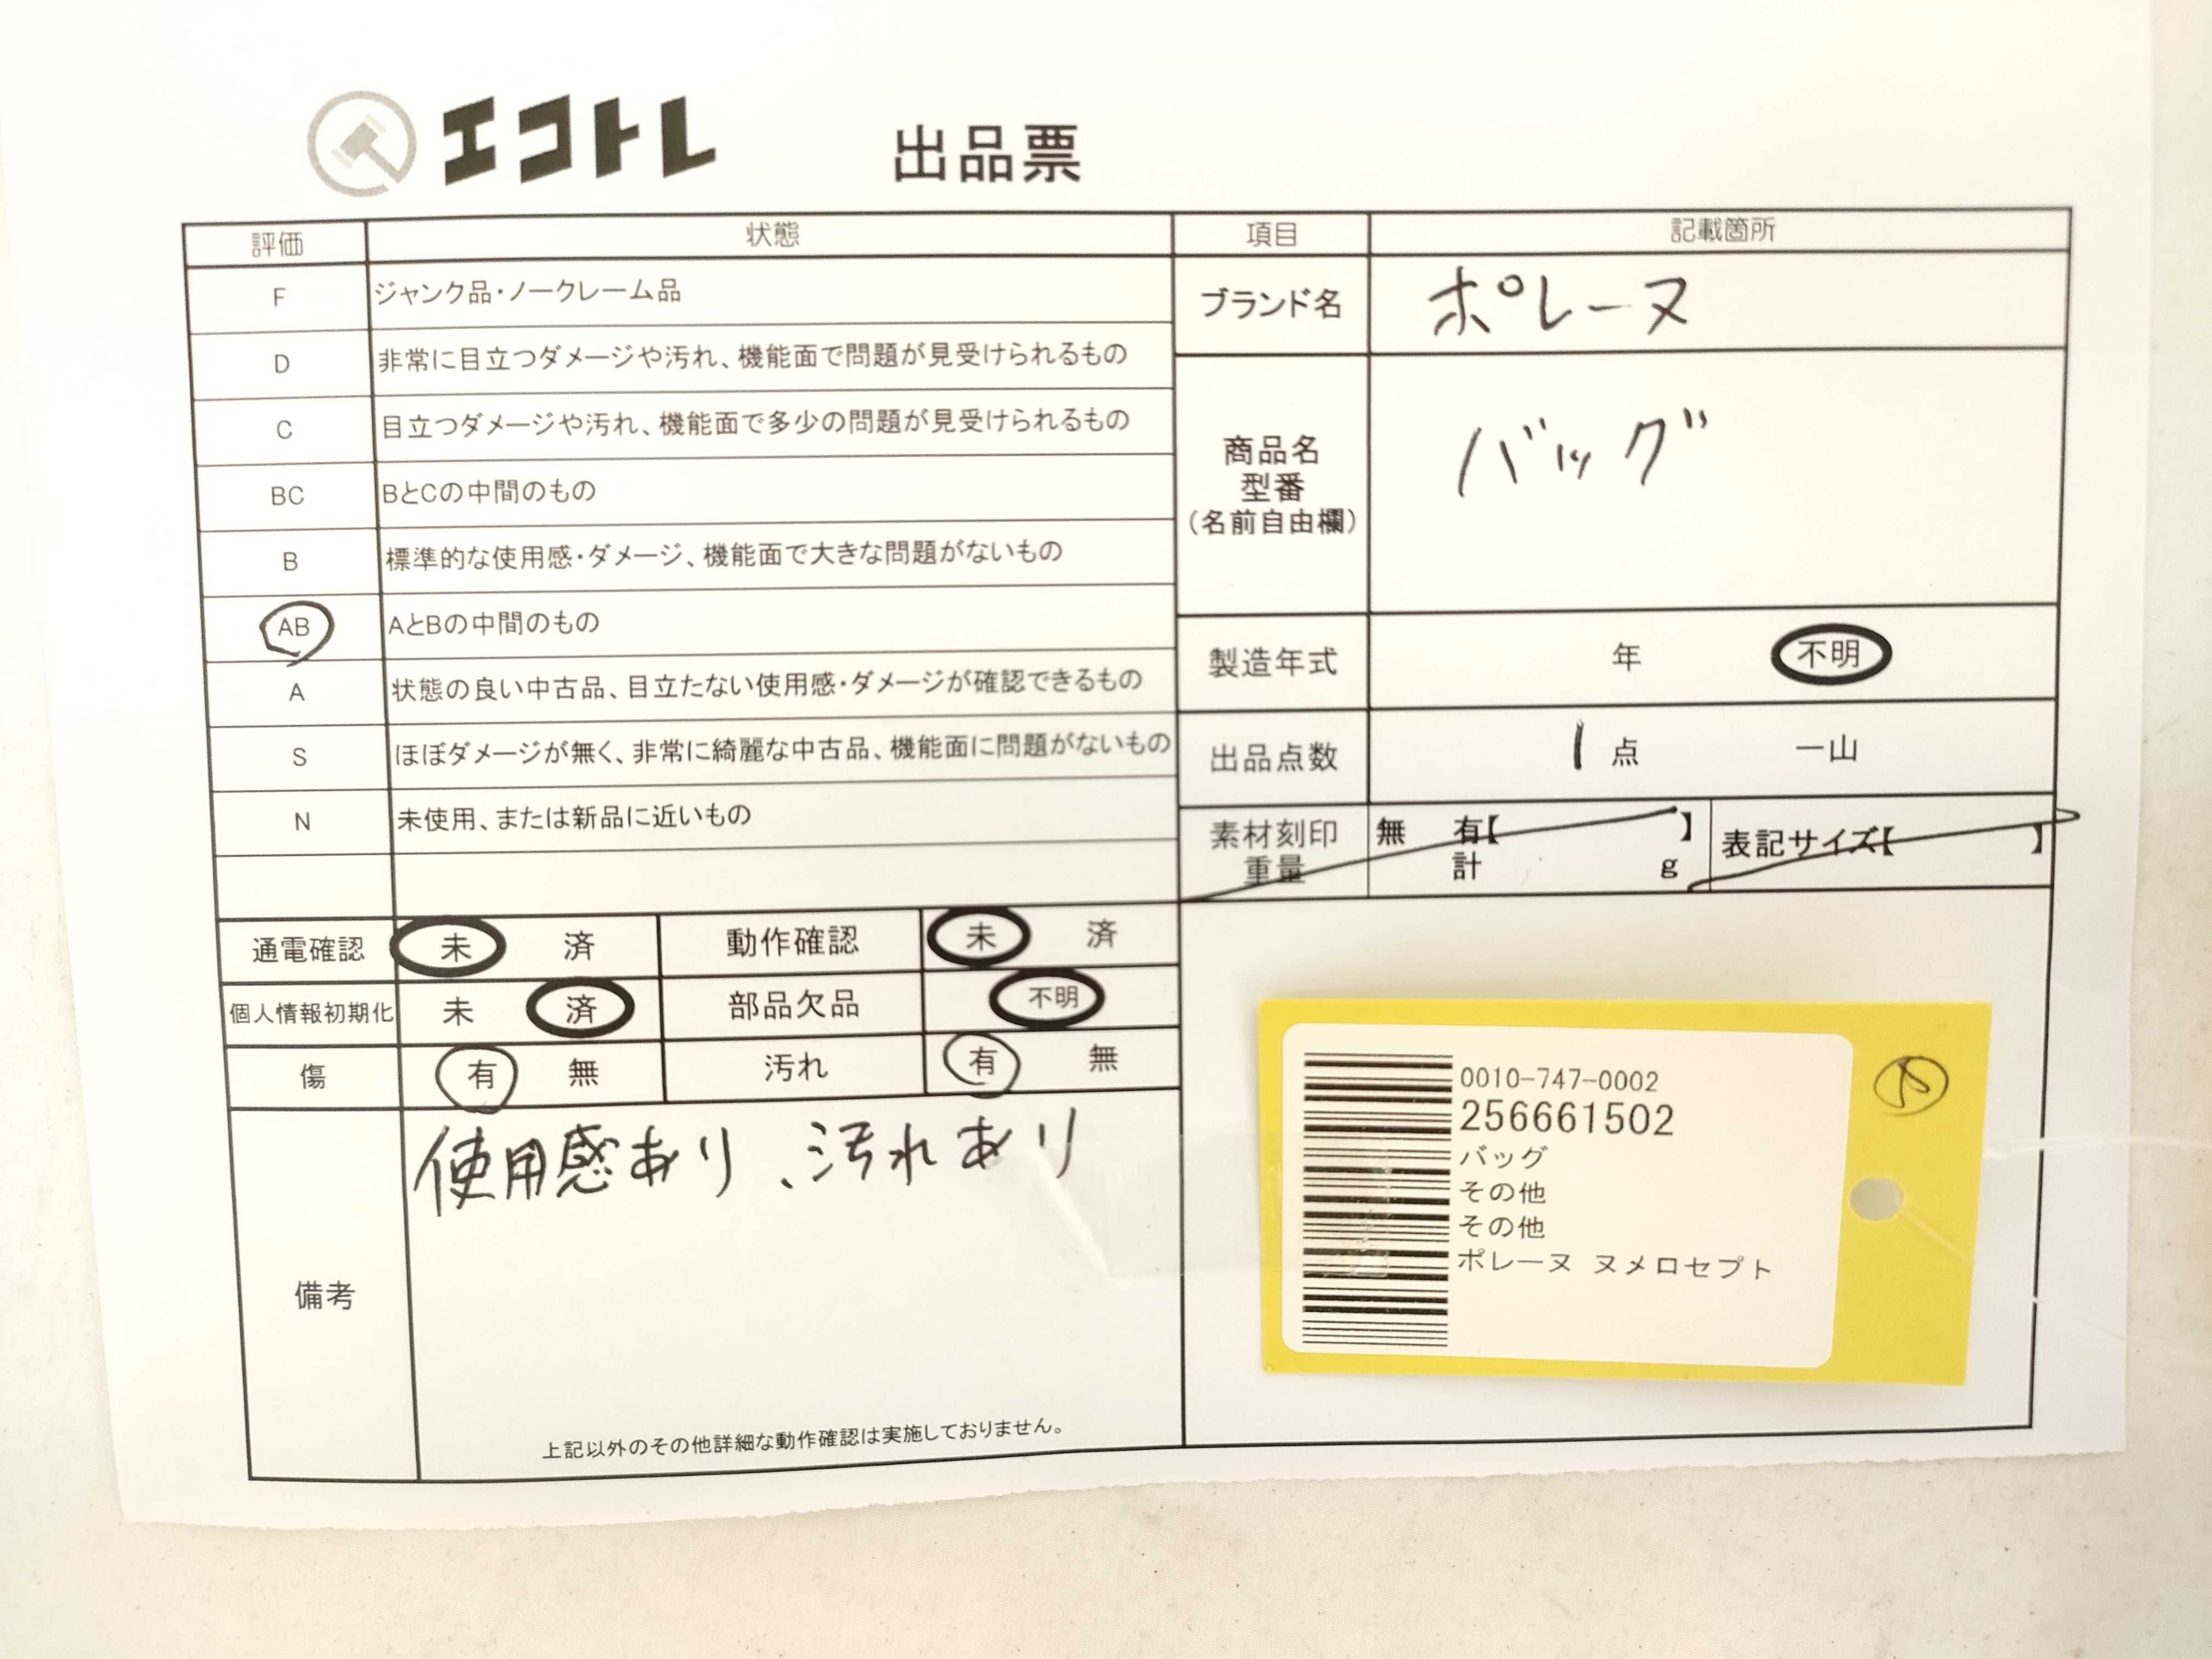 エコトレ 出品票
評価 状態 項目 記載箇所
F ジャンク品・ノークレーム品
D 非常に目立つダメージや汚れ、機能面で問題が見受けられるもの
C 目立つダメージや汚れ、機能面で多少の問題が見受けられるもの
BC BとCの中間のもの
B 標準的な使用感・ダメージ、機能面で大きな問題がないもの
AB AとBの中間のもの
A 状態の良い中古品、目立たない使用感・ダメージが確認できるもの
S ほぼダメージが無く、非常に綺麗な中古品、機能面に問題がないもの
N 未使用、または新品に近いもの
ブランド名 ポレーヌ
商品名
型番
(名前自由欄)
バッグ
製造年式 年 不明
出品点数 1 点 一山
素材刻印 無 有【 】 表記サイズ【 】
重量 計 g
通電確認 未 済 動作確認 未 済
個人情報初期化 未 済 部品欠品 不明
傷 有 無 汚れ 有 無
備考
使用感あり、汚れあり
上記以外のその他詳細な動作確認は実施しておりません。
0010-747-0002
256661502
バッグ
その他
その他
ポレーヌ ヌメロセプト